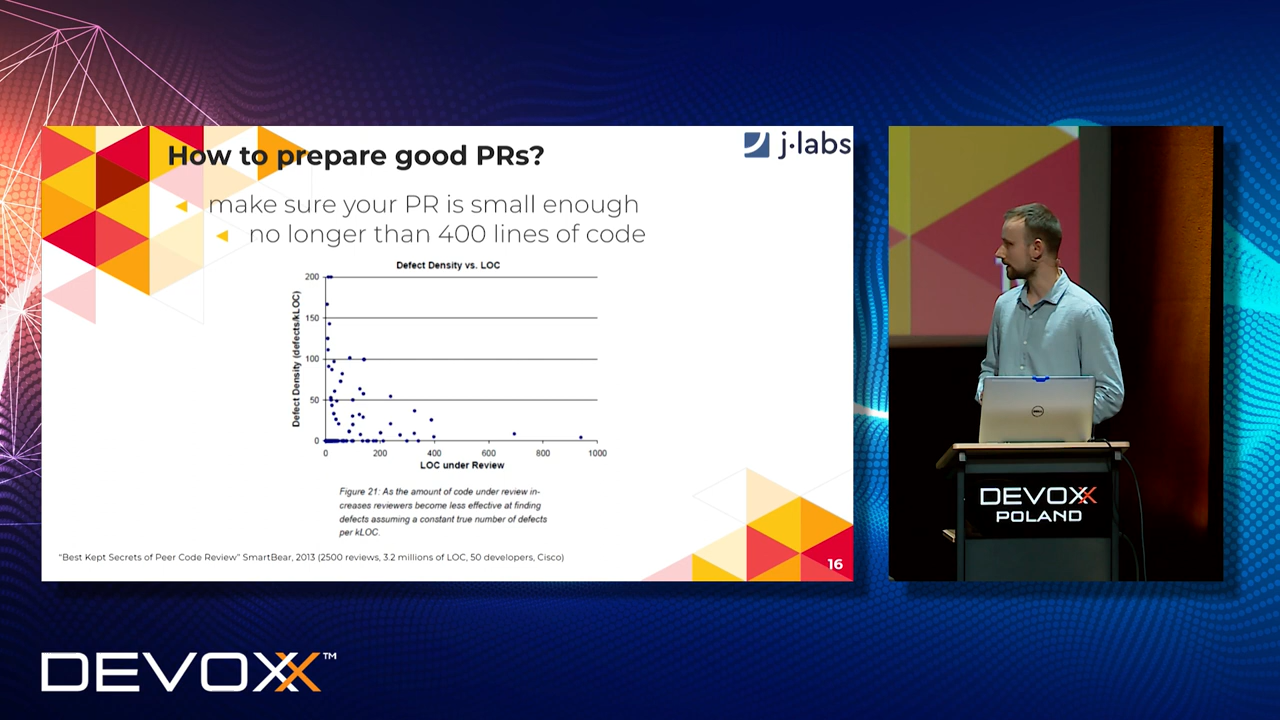 How to prepare good PRs?
j·labs
make sure your PR is small enough
no longer than 400 lines of code
Defect Density vs. LOC
Defect Density (defects/kLOC)
200
150
100
50
0
0 200 400 600 800 1000
LOC under Review
Figure 21: As the amount of code under review in-
creases reviewers become less effective at finding
defects assuming a constant true number of defects
per kLOC.
"Best Kept Secrets of Peer Code Review" SmartBear, 2013 (2500 reviews, 3.2 millions of LOC, 50 developers, Cisco)
16
DELL
DEVOXX
POLAND
DEVOXX™